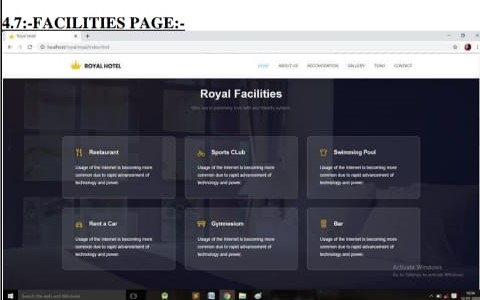 4.7:-FACILITIES PAGE:-
Royal Hotel
ROYAL HOTEL
HOME ABOUT US ACCOMODATION GALLERY TEAM CONTACT
Royal Facilities
Restaurant
Usage of the Internet is becoming more
common due to rapid advancement of
technology and power.
Sports CLub
Usage of the Internet is becoming more
common due to rapid advancement of
technology and power.
Swimming Pool
Usage of the Internet is becoming more
common due to rapid advancement of
technology and power.
Rent a Car
Usage of the Internet is becoming more
common due to rapid advancement of
technology and power.
Gymnesium
Usage of the Internet is becoming more
common due to rapid advancement of
technology and power.
Bar
Usage of the Internet is becoming more
common due to rapid advancement of
technology and power.
Activate Windows
Go to Settings to activate Windows.
Search the web and Windows